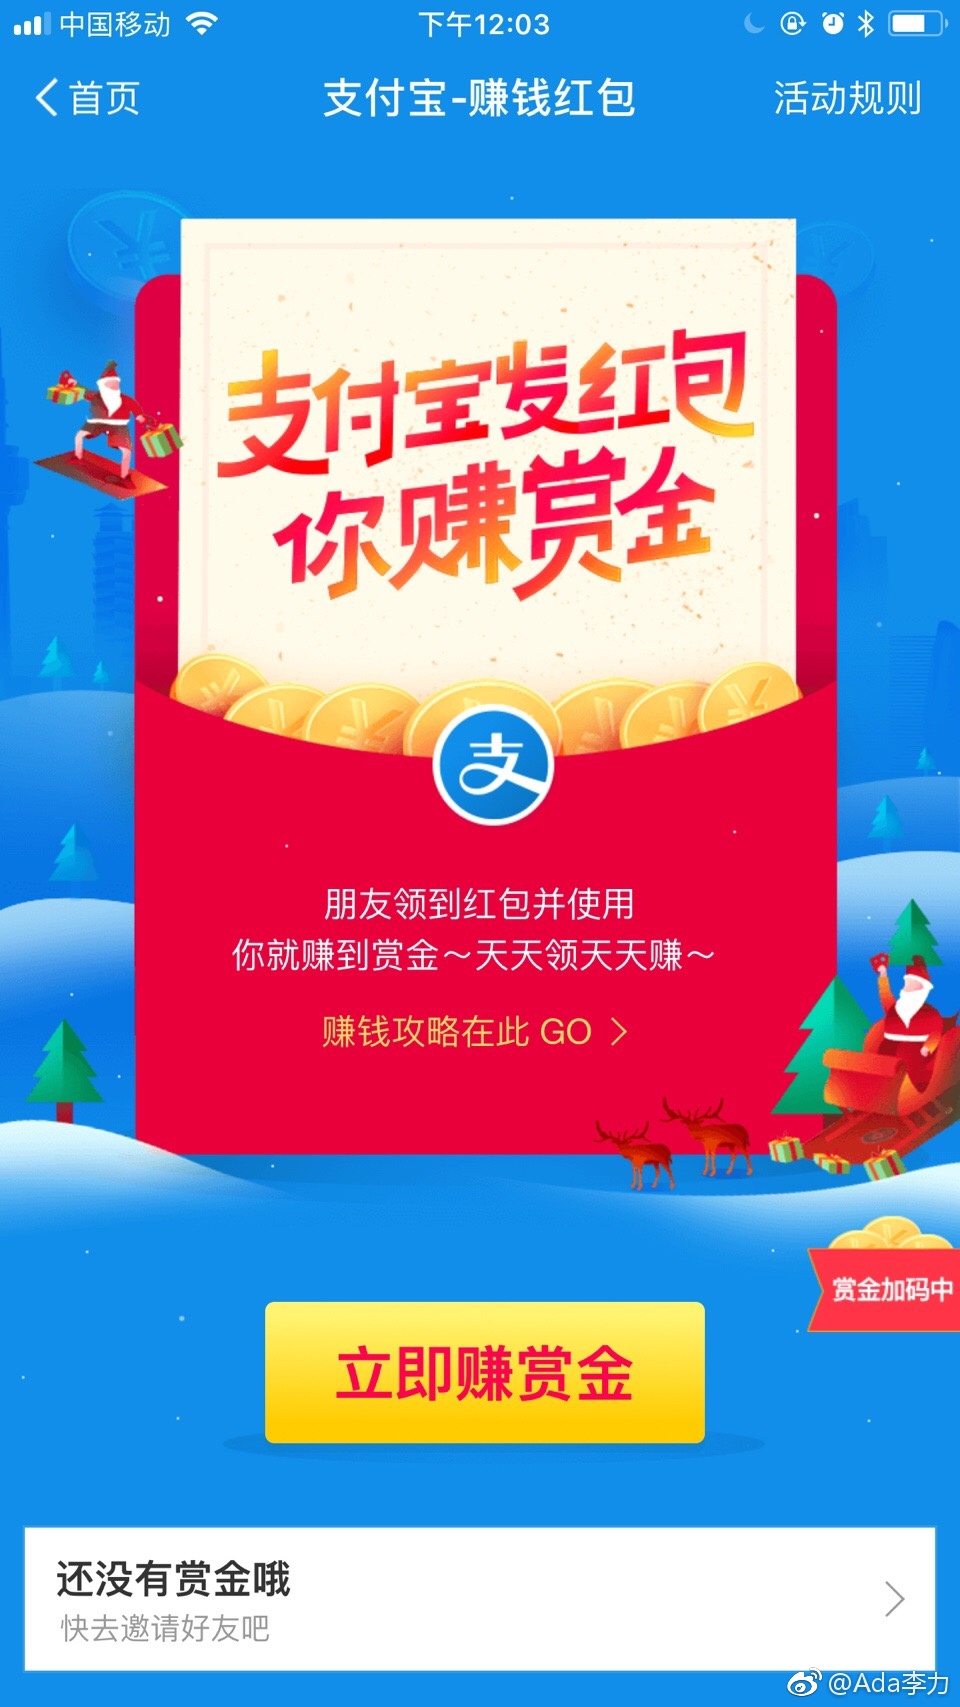 中国移动
下午12:03
首页
支付宝-赚钱红包
活动规则
支付宝发红包
你赚赏金
支
朋友领到红包并使用
你就赚到赏金～天天领天天赚～
赚钱攻略在此 GO
赏金加码中
立即赚赏金
还没有赏金哦
快去邀请好友吧
@Ada李力